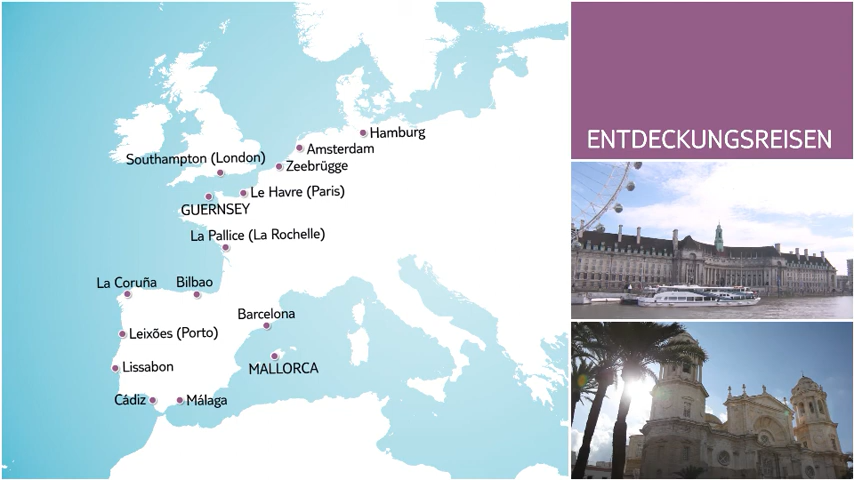 ENTDECKUNGSREISEN
Hamburg
Amsterdam
Southampton (London)
Zeebrügge
Le Havre (Paris)
GUERNSEY
La Pallice (La Rochelle)
La Coruña
Bilbao
Barcelona
Leixões (Porto)
Lissabon
MALLORCA
Cádiz
Málaga